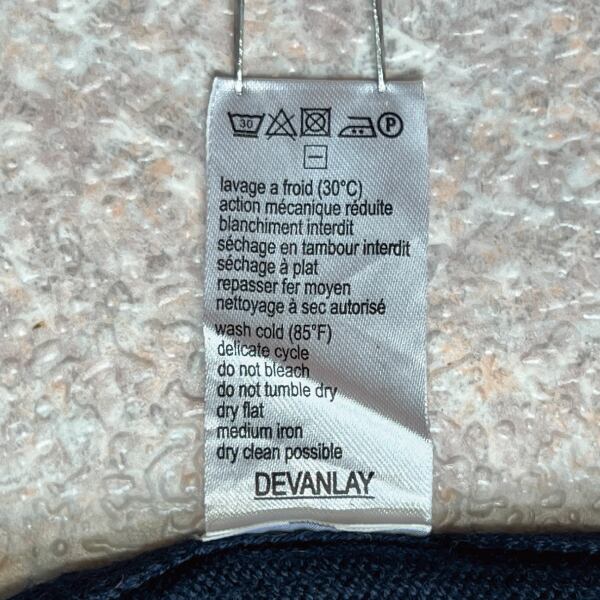 30 P
lavage a froid (30°C)
action mécanique réduite
blanchiment interdit
séchage en tambour interdit
séchage à plat
repasser fer moyen
nettoyage à sec autorisé
wash cold (85°F)
delicate cycle
do not bleach
do not tumble dry
dry flat
medium iron
dry clean possible
DEVANLAY